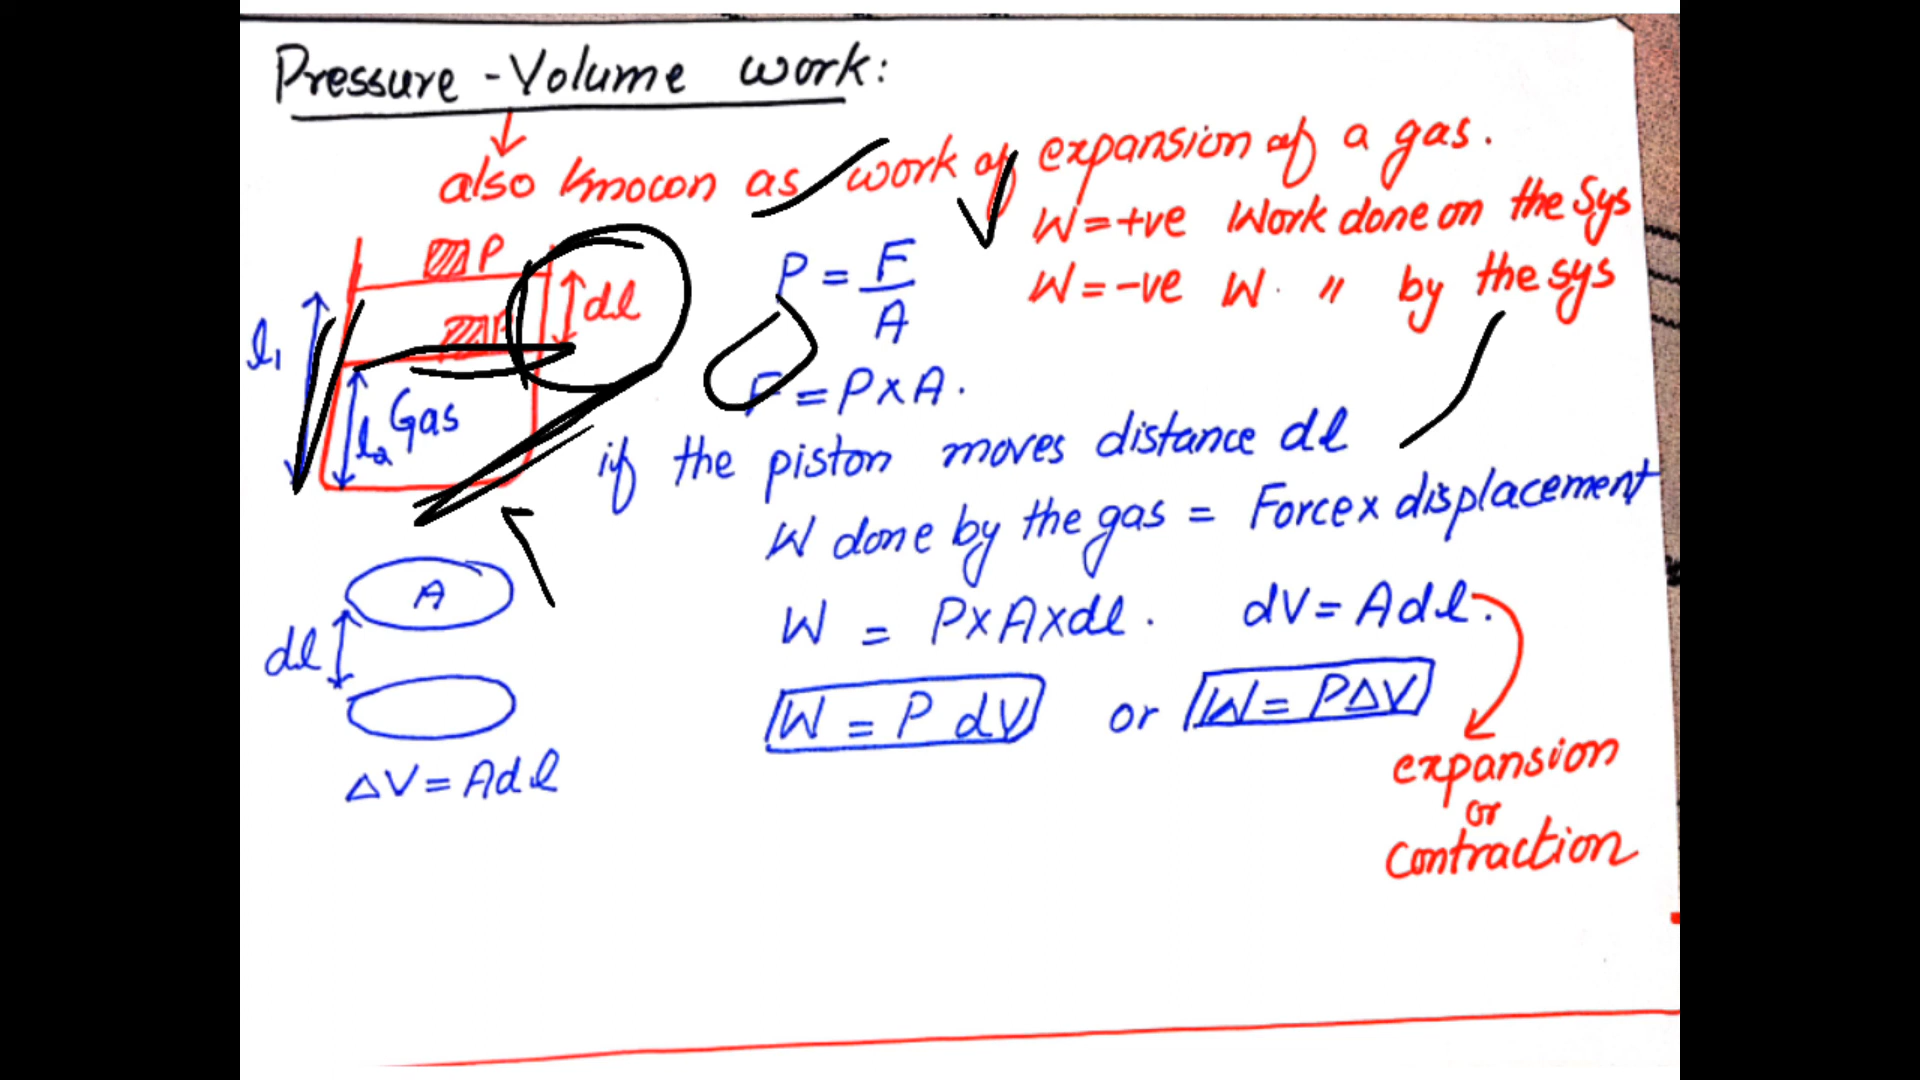 Pressure - Volume work:
also known as work of expansion of a gas.
W = +ve Work done on the Sys
W = -ve W. " by the sys
P
P
dl
l1
l2 Gas
P = F
A
F = P x A.
if the piston moves distance dl
W done by the gas = Force x displacement
W = P x A x dl. dV = Adl.
W = P dV or W = PΔV
expansion
or
contraction
A
dl
ΔV = Adl